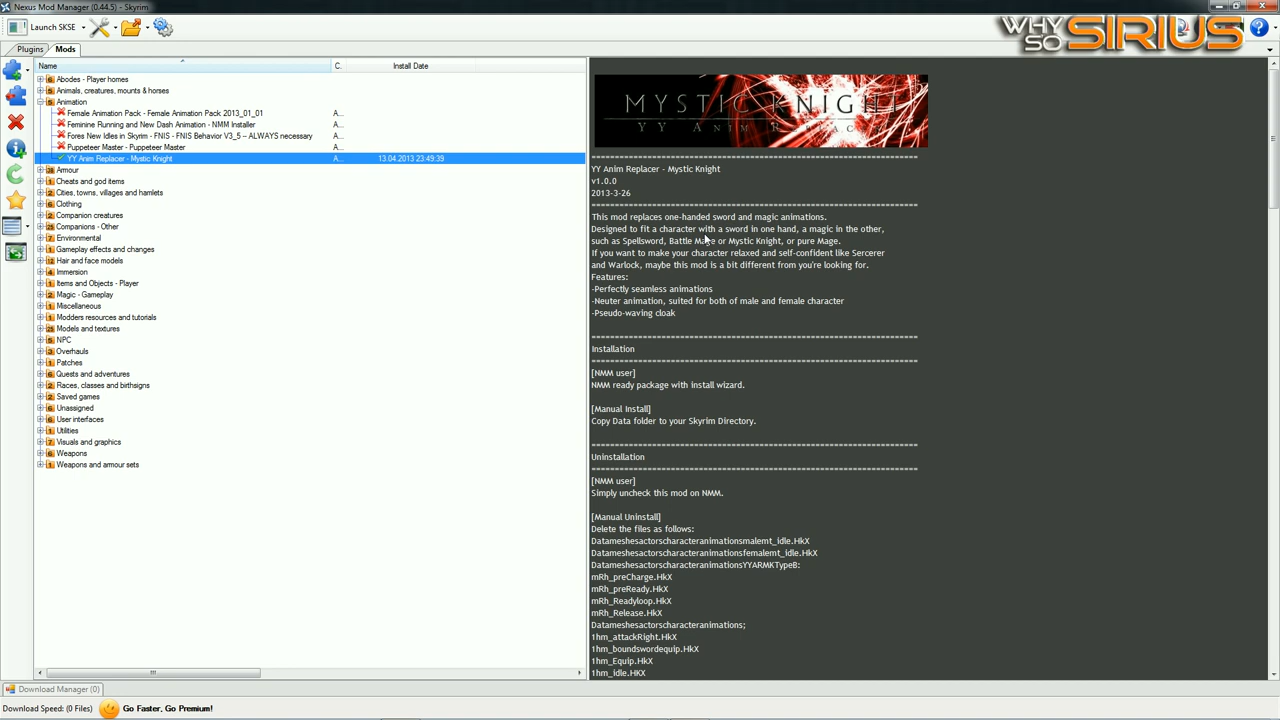 Nexus Mod Manager (0.44.5) - Skyrim
Launch SKSE
WHY SO SIRIUS
Plugins
Mods
Name
C.
Install Date
6 Abodes - Player homes
Animals, creatures, mounts & horses
5 Animation
Female Animation Pack - Female Animation Pack 2013_01_01
A...
Feminine Running and New Dash Animation - NMM Installer
A...
Fores New Idles in Skyrim - FNIS - FNIS Behavior V3_5 – ALWAYS necessary
A...
Puppeteer Master - Puppeteer Master
A...
YY Anim Replacer - Mystic Knight
A...
13.04.2013 23:49:39
Armour
Cheats and god items
Cities, towns, villages and hamlets
Clothing
Companion creatures
Companions - Other
Environmental
Gameplay effects and changes
Hair and face models
Immersion
Items and Objects - Player
Magic - Gameplay
Miscellaneous
Modders resources and tutorials
Models and textures
NPC
Overhauls
Patches
Quests and adventures
Races, classes and birthsigns
Saved games
Unassigned
User interfaces
Utilities
Visuals and graphics
Weapons
Weapons and armour sets
MYSTIC KNIGHT
YY Anim Replacer
YY Anim Replacer - Mystic Knight
v1.0.0
2013-3-26
This mod replaces one-handed sword and magic animations.
Designed to fit a character with a sword in one hand, a magic in the other,
such as Spellsword, Battle Mage or Mystic Knight, or pure Mage.
If you want to make your character relaxed and self-confident like Sercerer
and Warlock, maybe this mod is a bit different from you're looking for.
Features:
-Perfectly seamless animations
-Neuter animation, suited for both of male and female character
-Pseudo-waving cloak
Installation
[NMM user]
NMM ready package with install wizard.
[Manual Install]
Copy Data folder to your Skyrim Directory.
Uninstallation
[NMM user]
Simply uncheck this mod on NMM.
[Manual Uninstall]
Delete the files as follows:
Datameshesactorscharacteranimationsmalemt_idle.HkX
Datameshesactorscharacteranimationsfemalemt_idle.HkX
DatameshesactorscharacteranimationsYYARMKTypeB:
mRh_preCharge.HkX
mRh_preReady.HkX
mRh_Readyloop.HkX
mRh_Release.HkX
Datameshesactorscharacteranimations;
1hm_attackRight.HkX
1hm_boundswordequip.HkX
1hm_Equip.HkX
1hm_idle.HKX
Download Manager (0)
Download Speed: (0 Files)
Go Faster, Go Premium!